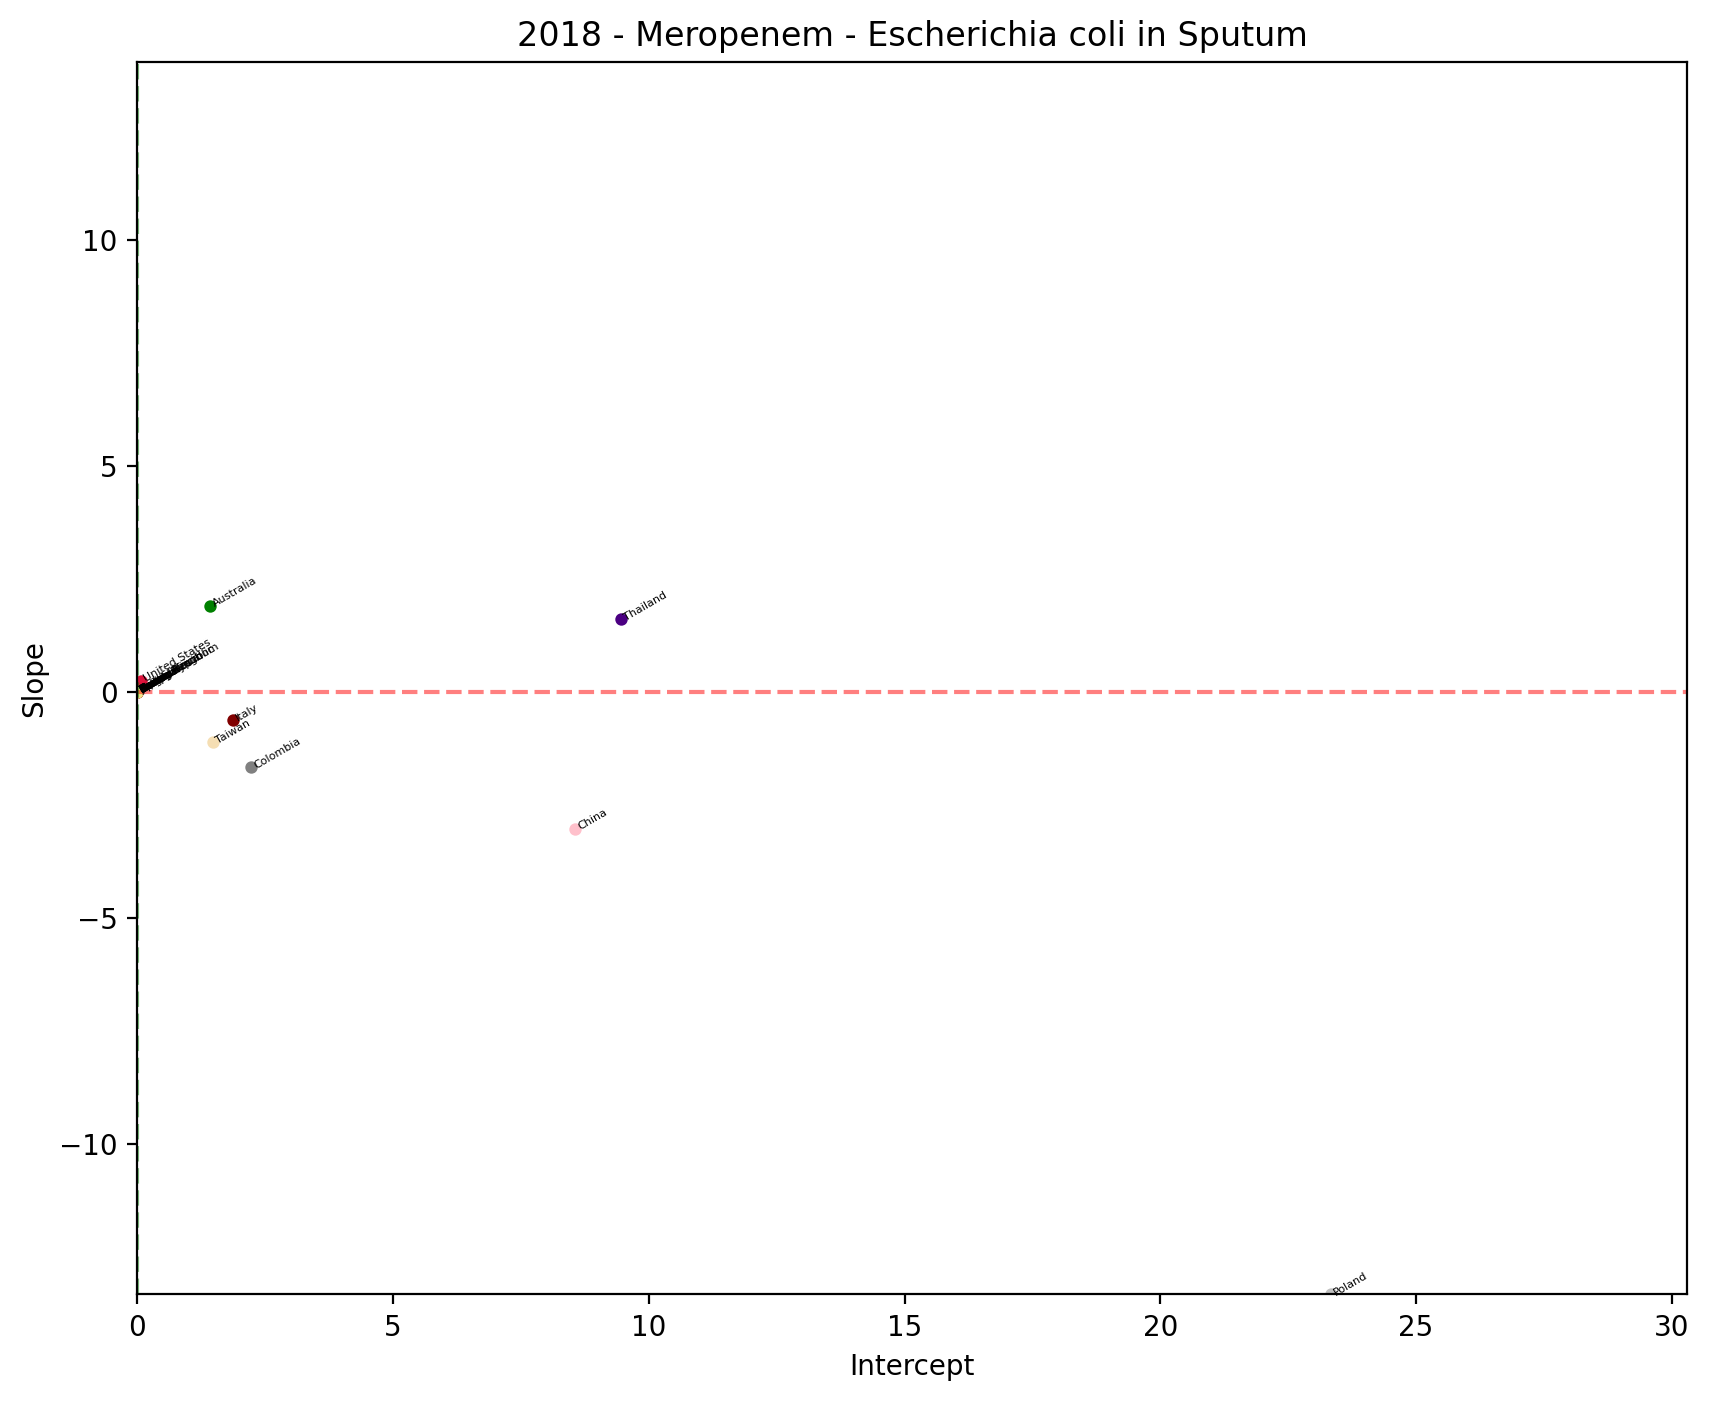 2018 - Meropenem - Escherichia coli in Sputum
10
5
0
−5
−10
Slope
Australia
Thailand
United States
Italy
Taiwan
Colombia
China
Poland
0
5
10
15
20
25
30
Intercept